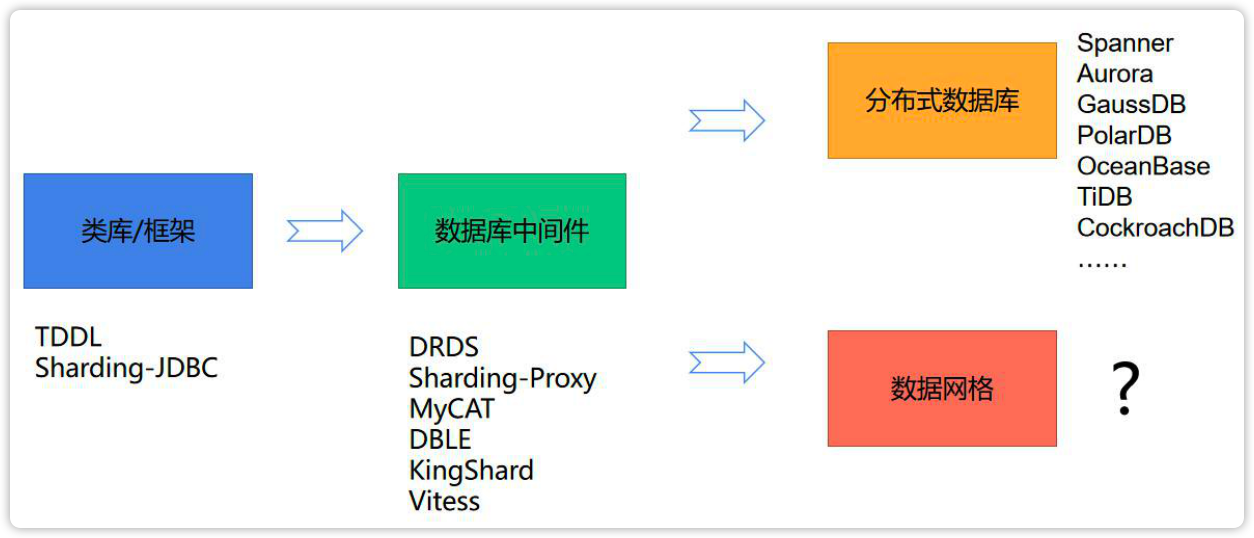 类库/框架
TDDL
Sharding-JDBC
数据库中间件
DRDS
Sharding-Proxy
MyCAT
DBLE
KingShard
Vitess
分布式数据库
Spanner
Aurora
GaussDB
PolarDB
OceanBase
TiDB
CockroachDB
......
数据网格
?